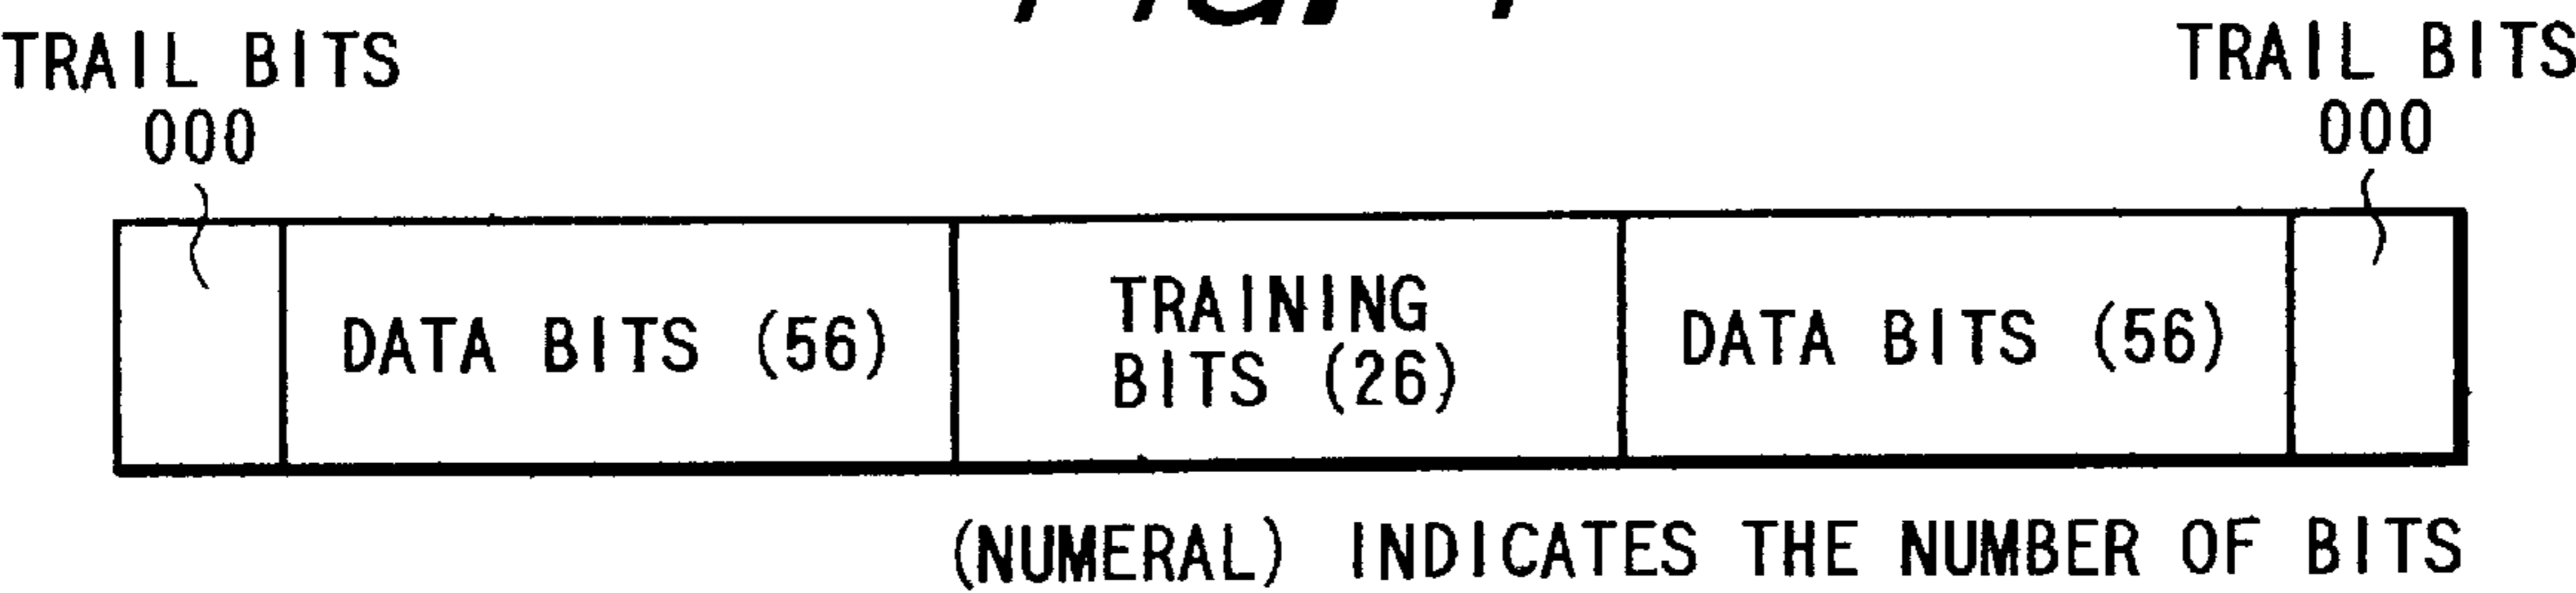 TRAIL BITS
000
TRAIL BITS
000
DATA BITS (56)
TRAINING
BITS (26)
DATA BITS (56)
(NUMERAL) INDICATES THE NUMBER OF BITS